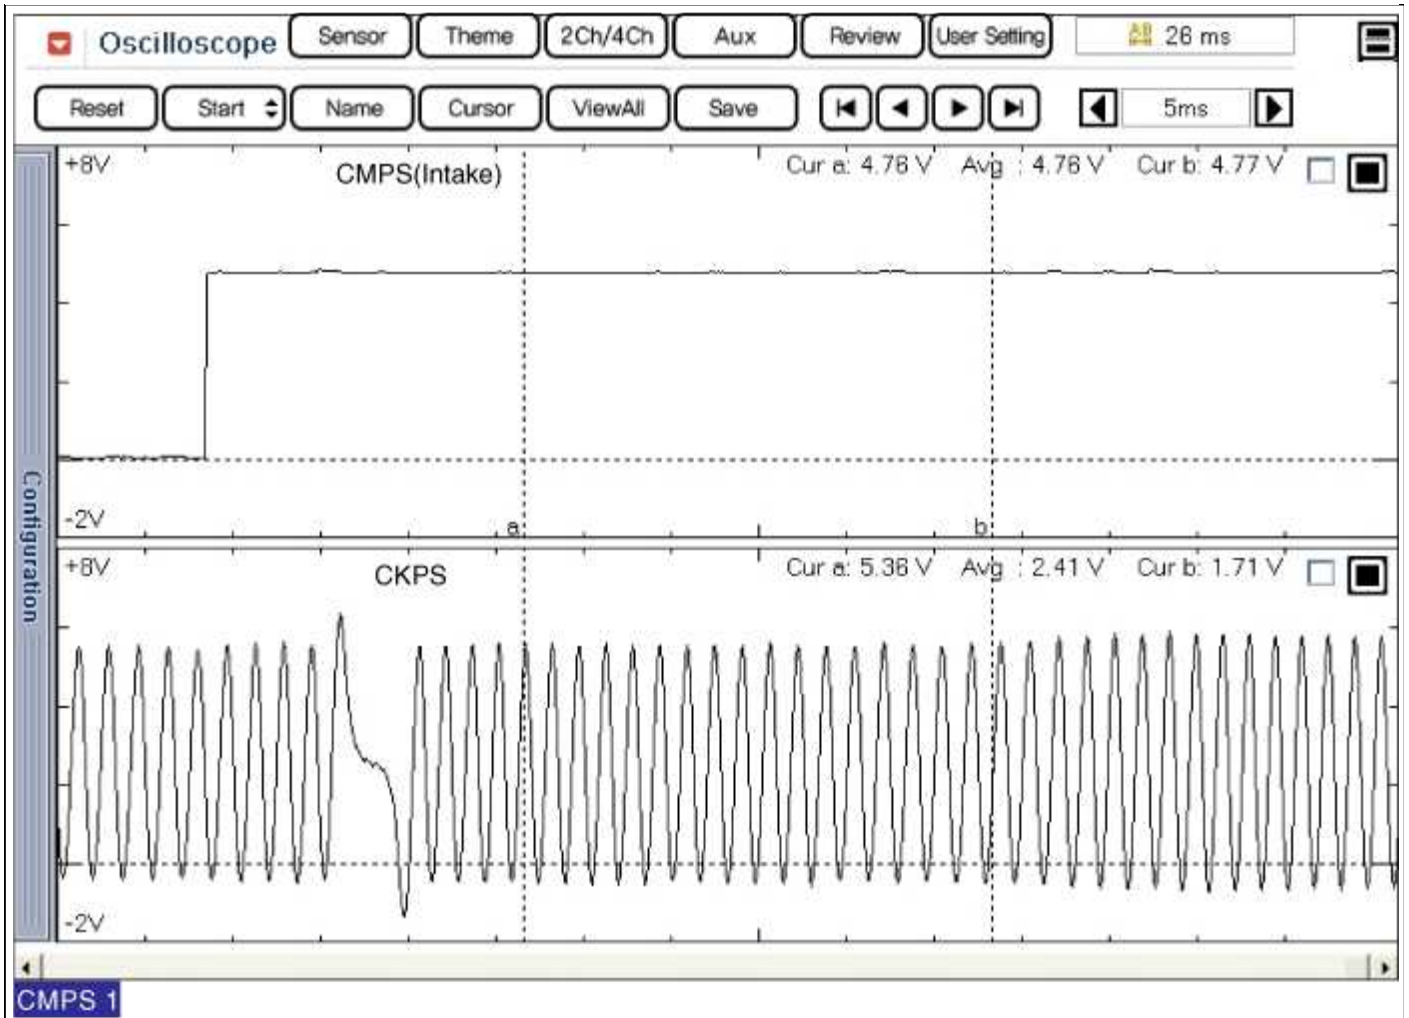 Oscilloscope Sensor Theme 2Ch/4Ch Aux Review User Setting 26 ms
Reset Start Name Cursor ViewAll Save 5ms
+8V CMPS(Intake) Cur a: 4.76 V Avg : 4.76 V Cur b: 4.77 V
-2V a b
+8V CKPS Cur a: 5.36 V Avg : 2.41 V Cur b: 1.71 V
-2V
Configuration
CMPS 1